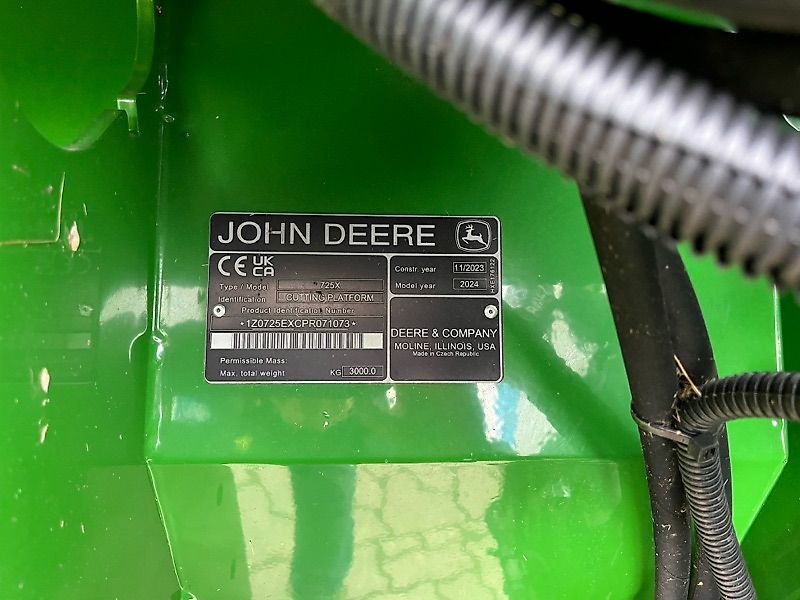 JOHN DEERE
CE UK CA
Type / Model 725X
Identification CUTTING PLATFORM
Product Identification Number
*1Z0725EXCPR071073*
Permissible Mass:
Max. total weight KG 3000.0
Constr. year 11/2023
Model year 2024
HXE176122
DEERE & COMPANY
MOLINE, ILLINOIS, USA
Made in Czech Republic